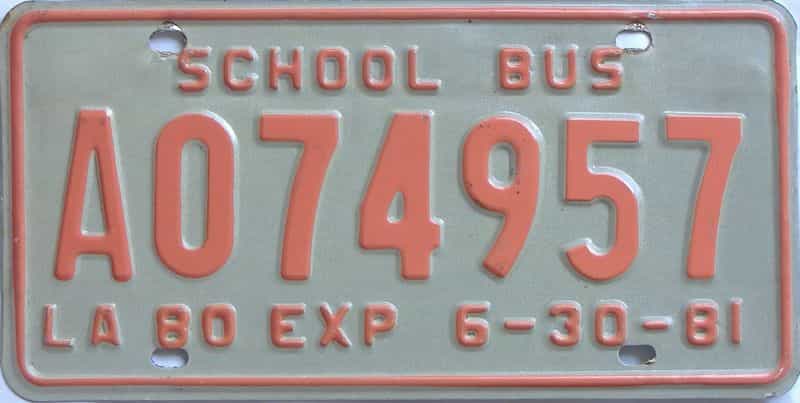 SCHOOL BUS
A074957
LA 80 EXP 6-30-81